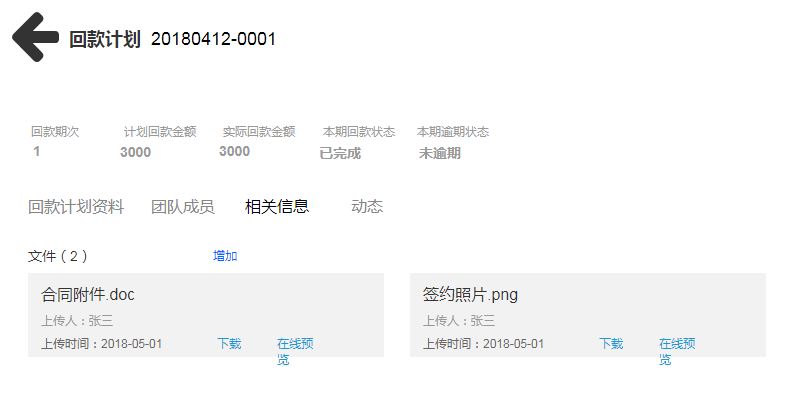 回款计划 20180412-0001
回款期次 计划回款金额 实际回款金额 本期回款状态 本期逾期状态
1 3000 3000 已完成 未逾期
回款计划资料 团队成员 相关信息 动态
文件（2） 增加
合同附件.doc
上传人：张三
上传时间：2018-05-01 下载 在线预
览
签约照片.png
上传人：张三
上传时间：2018-05-01 下载 在线预
览